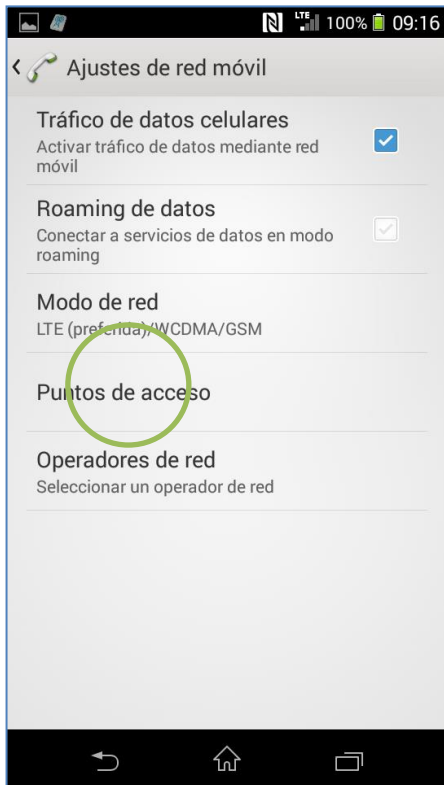 LTE 100% 09:16
Ajustes de red móvil
Tráfico de datos celulares
Activar tráfico de datos mediante red
móvil
Roaming de datos
Conectar a servicios de datos en modo
roaming
Modo de red
LTE (preferida)/WCDMA/GSM
Puntos de acceso
Operadores de red
Seleccionar un operador de red